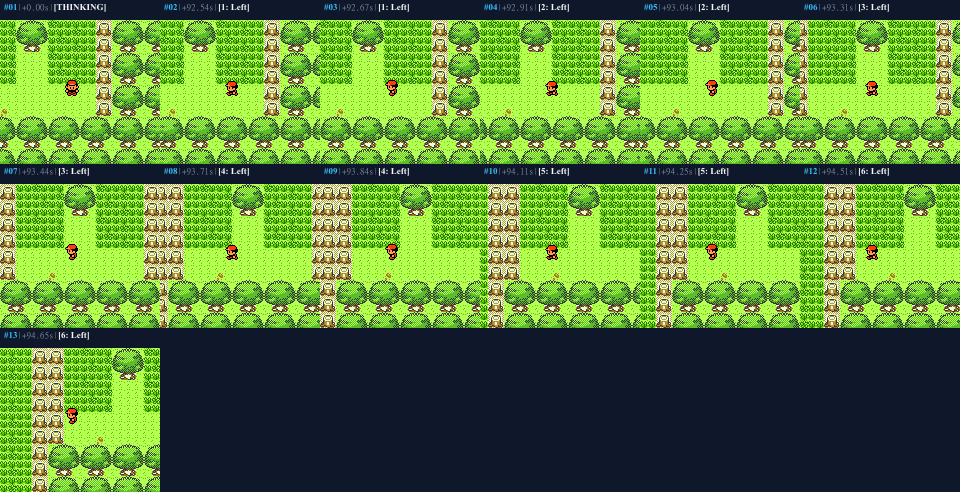 #01|+0.00s|[THINKING]
#02|+92.54s|[1: Left]
#03|+92.67s|[1: Left]
#04|+92.91s|[2: Left]
#05|+93.04s|[2: Left]
#06|+93.31s|[3: Left]
#07|+93.44s|[3: Left]
#08|+93.71s|[4: Left]
#09|+93.84s|[4: Left]
#10|+94.11s|[5: Left]
#11|+94.25s|[5: Left]
#12|+94.51s|[6: Left]
#13|+94.65s|[6: Left]